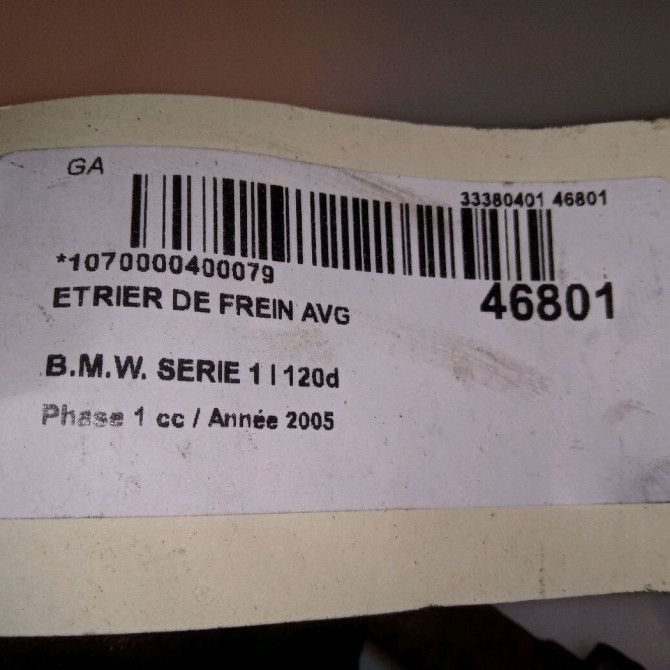 GA
33380401 46801
*1070000400079
46801
ETRIER DE FREIN AVG
B.M.W. SERIE 1 I 120d
Phase 1 cc / Année 2005